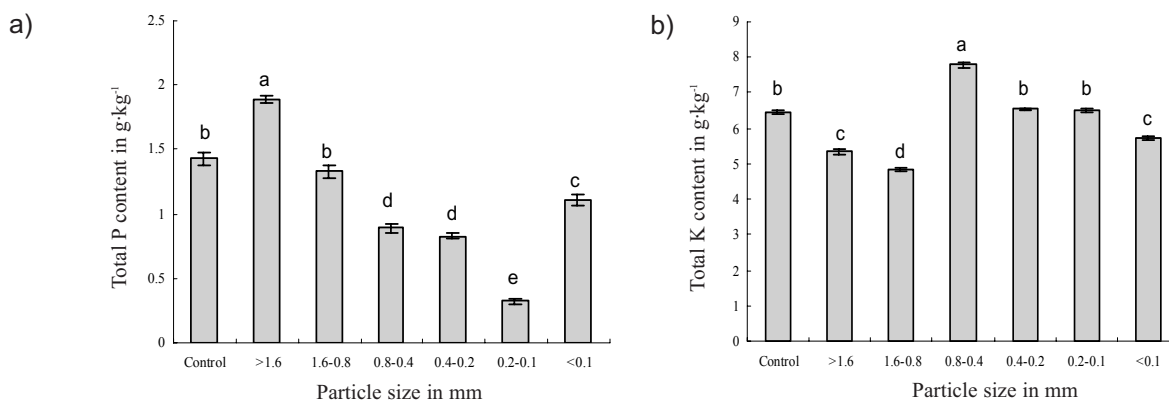 a)
Total P content in g·kg⁻¹
2.5
2
1.5
1
0.5
0
b
a
b
d
d
e
c
Control >1.6 1.6-0.8 0.8-0.4 0.4-0.2 0.2-0.1 <0.1
Particle size in mm
b)
Total K content in g·kg⁻¹
9
8
7
6
5
4
3
2
1
0
b
c
d
a
b
b
c
Control >1.6 1.6-0.8 0.8-0.4 0.4-0.2 0.2-0.1 <0.1
Particle size in mm